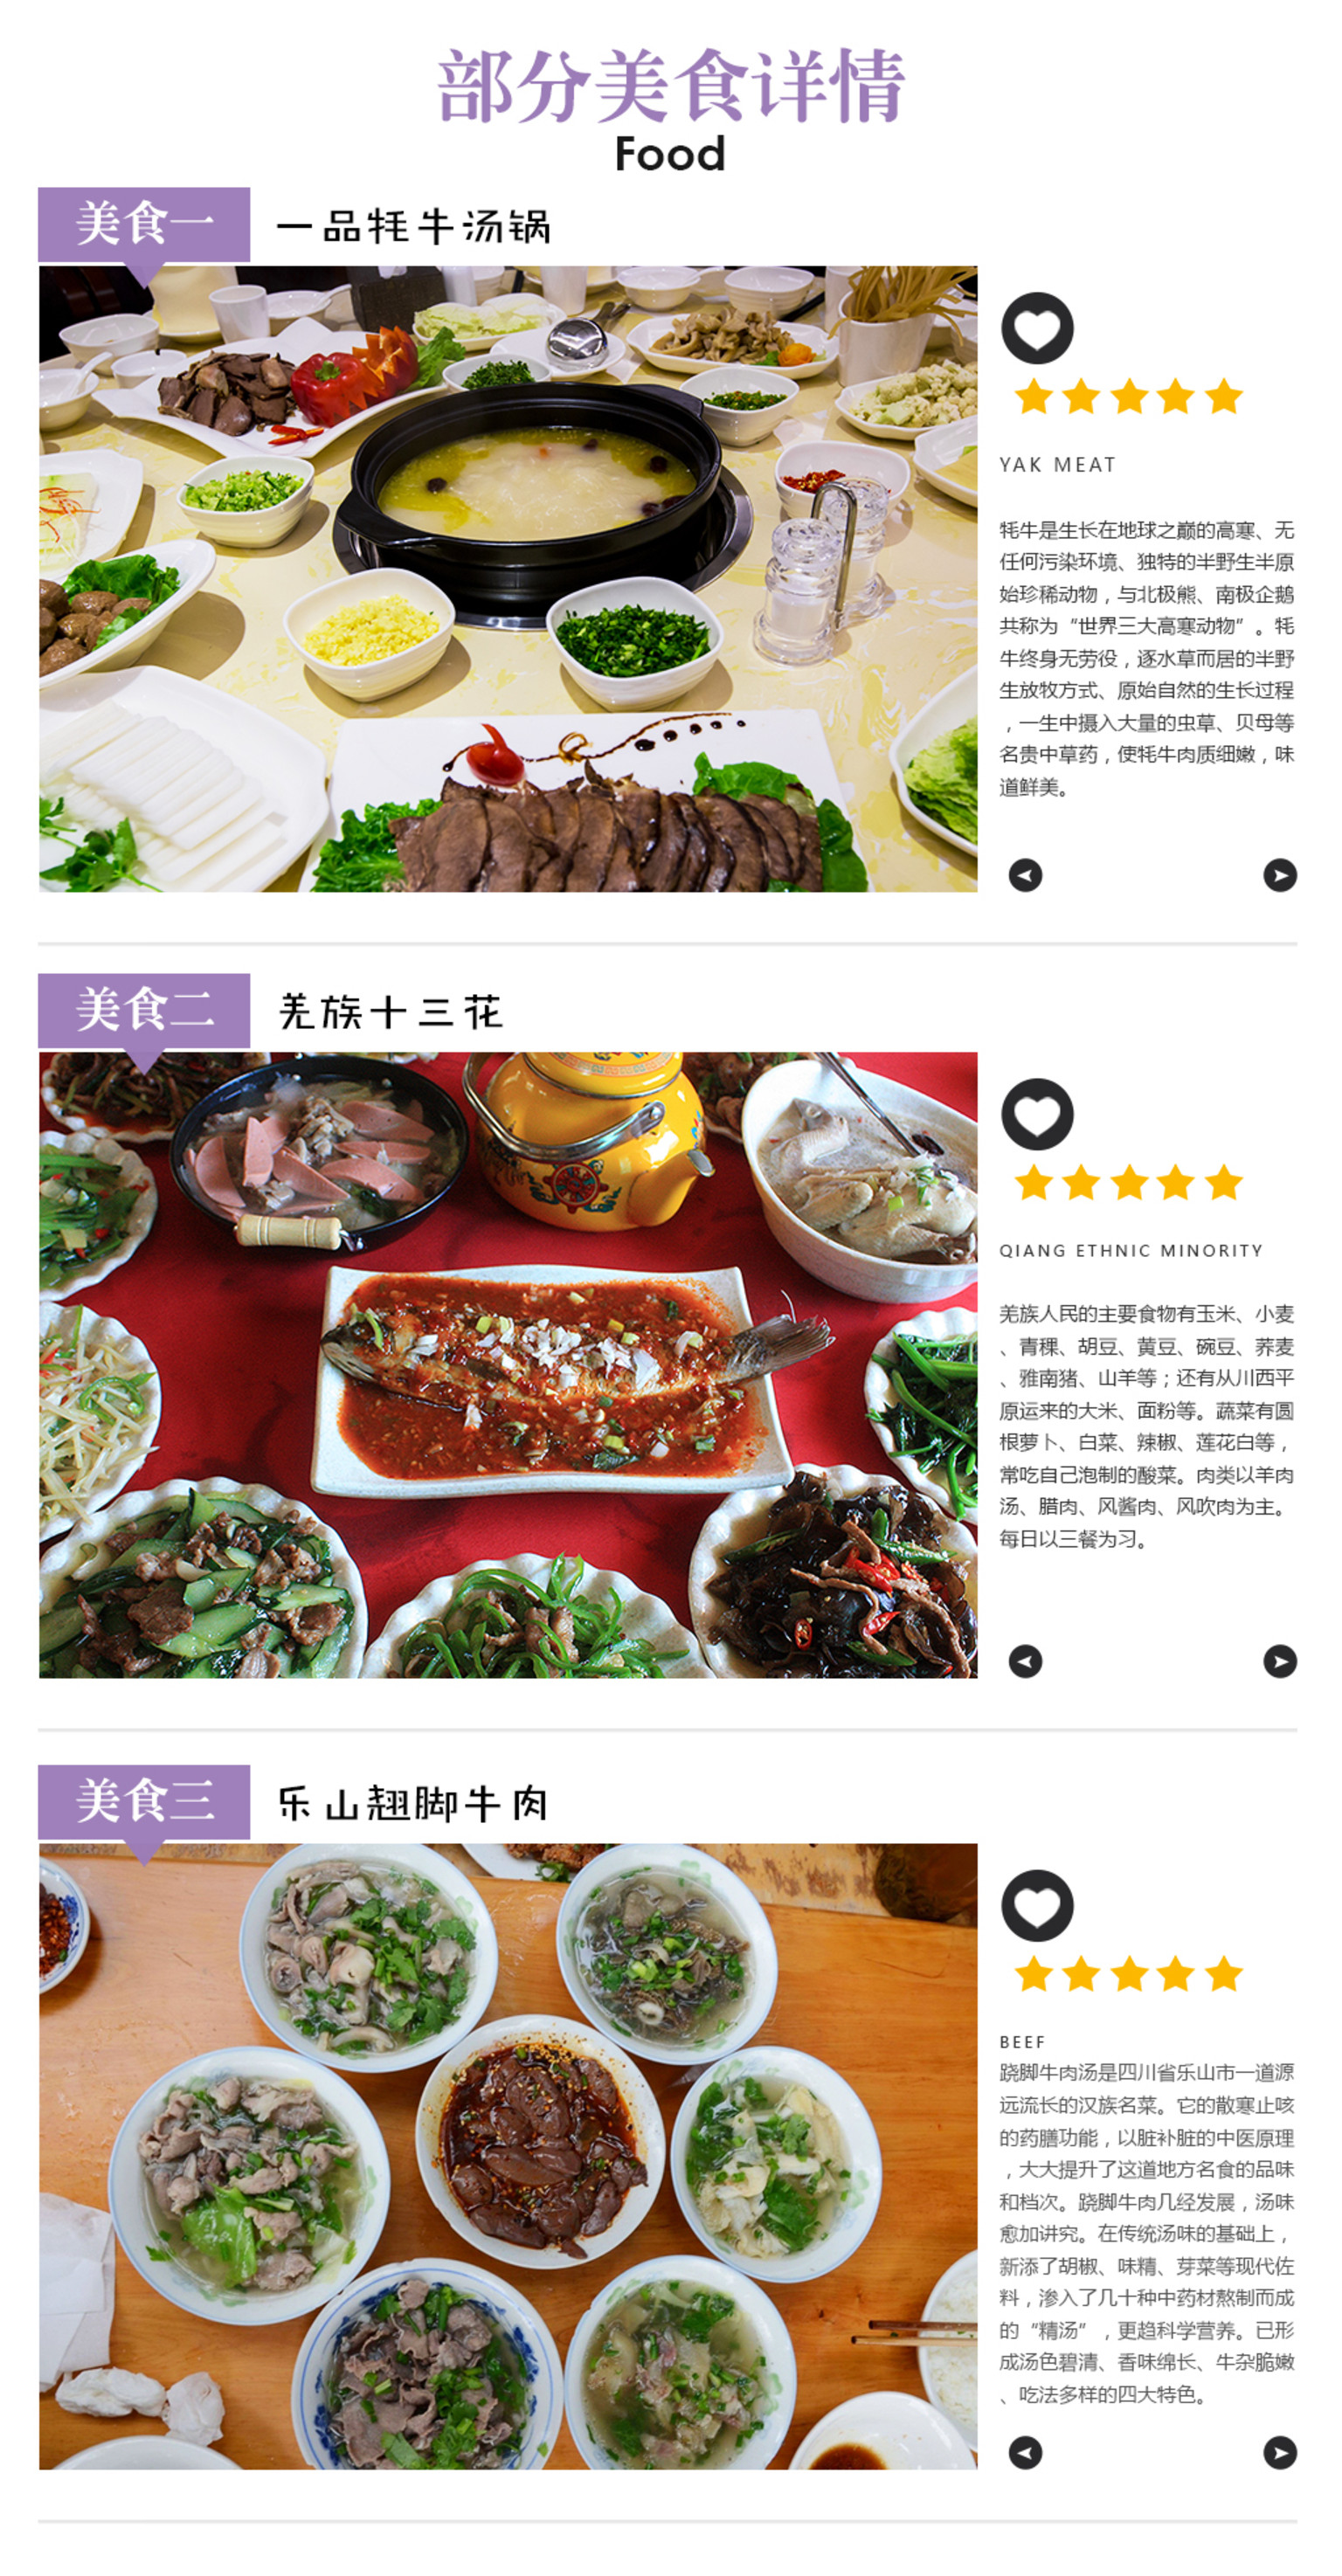 部分美食详情
Food
美食一
一品牦牛汤锅
YAK MEAT
牦牛是生长在地球之巅的高寒、无
任何污染环境、独特的半野生半原
始珍稀动物，与北极熊、南极企鹅
共称为“世界三大高寒动物”。牦
牛终身无劳役，逐水草而居的半野
生放牧方式、原始自然的生长过程
，一生中摄入大量的虫草、贝母等
名贵中草药，使牦牛肉质细嫩，味
道鲜美。
美食二
羌族十三花
QIANG ETHNIC MINORITY
羌族人民的主要食物有玉米、小麦
、青稞、胡豆、黄豆、碗豆、荞麦
、雅南猪、山羊等；还有从川西平
原运来的大米、面粉等。蔬菜有圆
根萝卜、白菜、辣椒、莲花白等，
常吃自己泡制的酸菜。肉类以羊肉
汤、腊肉、风酱肉、风吹肉为主。
每日以三餐为习。
美食三
乐山翘脚牛肉
BEEF
跷脚牛肉汤是四川省乐山市一道源
远流长的汉族名菜。它的散寒止咳
的药膳功能，以脏补脏的中医原理
，大大提升了这道地方名食的品味
和档次。跷脚牛肉几经发展，汤味
愈加讲究。在传统汤味的基础上，
新添了胡椒、味精、芽菜等现代佐
料，渗入了几十种中药材熬制而成
的“精汤”，更趋科学营养。已形
成汤色碧清、香味绵长、牛杂脆嫩
、吃法多样的四大特色。